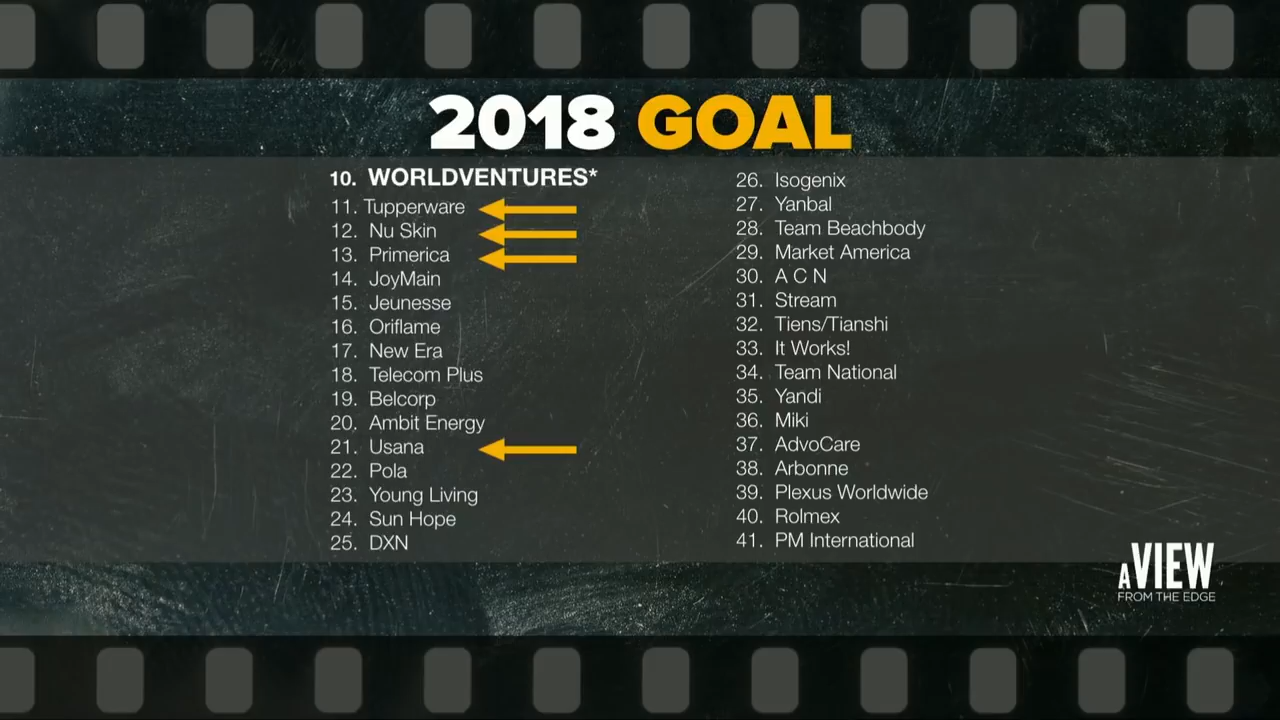 2018 GOAL
10. WORLDVENTURES*
11. Tupperware
12. Nu Skin
13. Primerica
14. JoyMain
15. Jeunesse
16. Oriflame
17. New Era
18. Telecom Plus
19. Belcorp
20. Ambit Energy
21. Usana
22. Pola
23. Young Living
24. Sun Hope
25. DXN
26. Isogenix
27. Yanbal
28. Team Beachbody
29. Market America
30. A C N
31. Stream
32. Tiens/Tianshi
33. It Works!
34. Team National
35. Yandi
36. Miki
37. AdvoCare
38. Arbonne
39. Plexus Worldwide
40. Rolmex
41. PM International
A VIEW
FROM THE EDGE